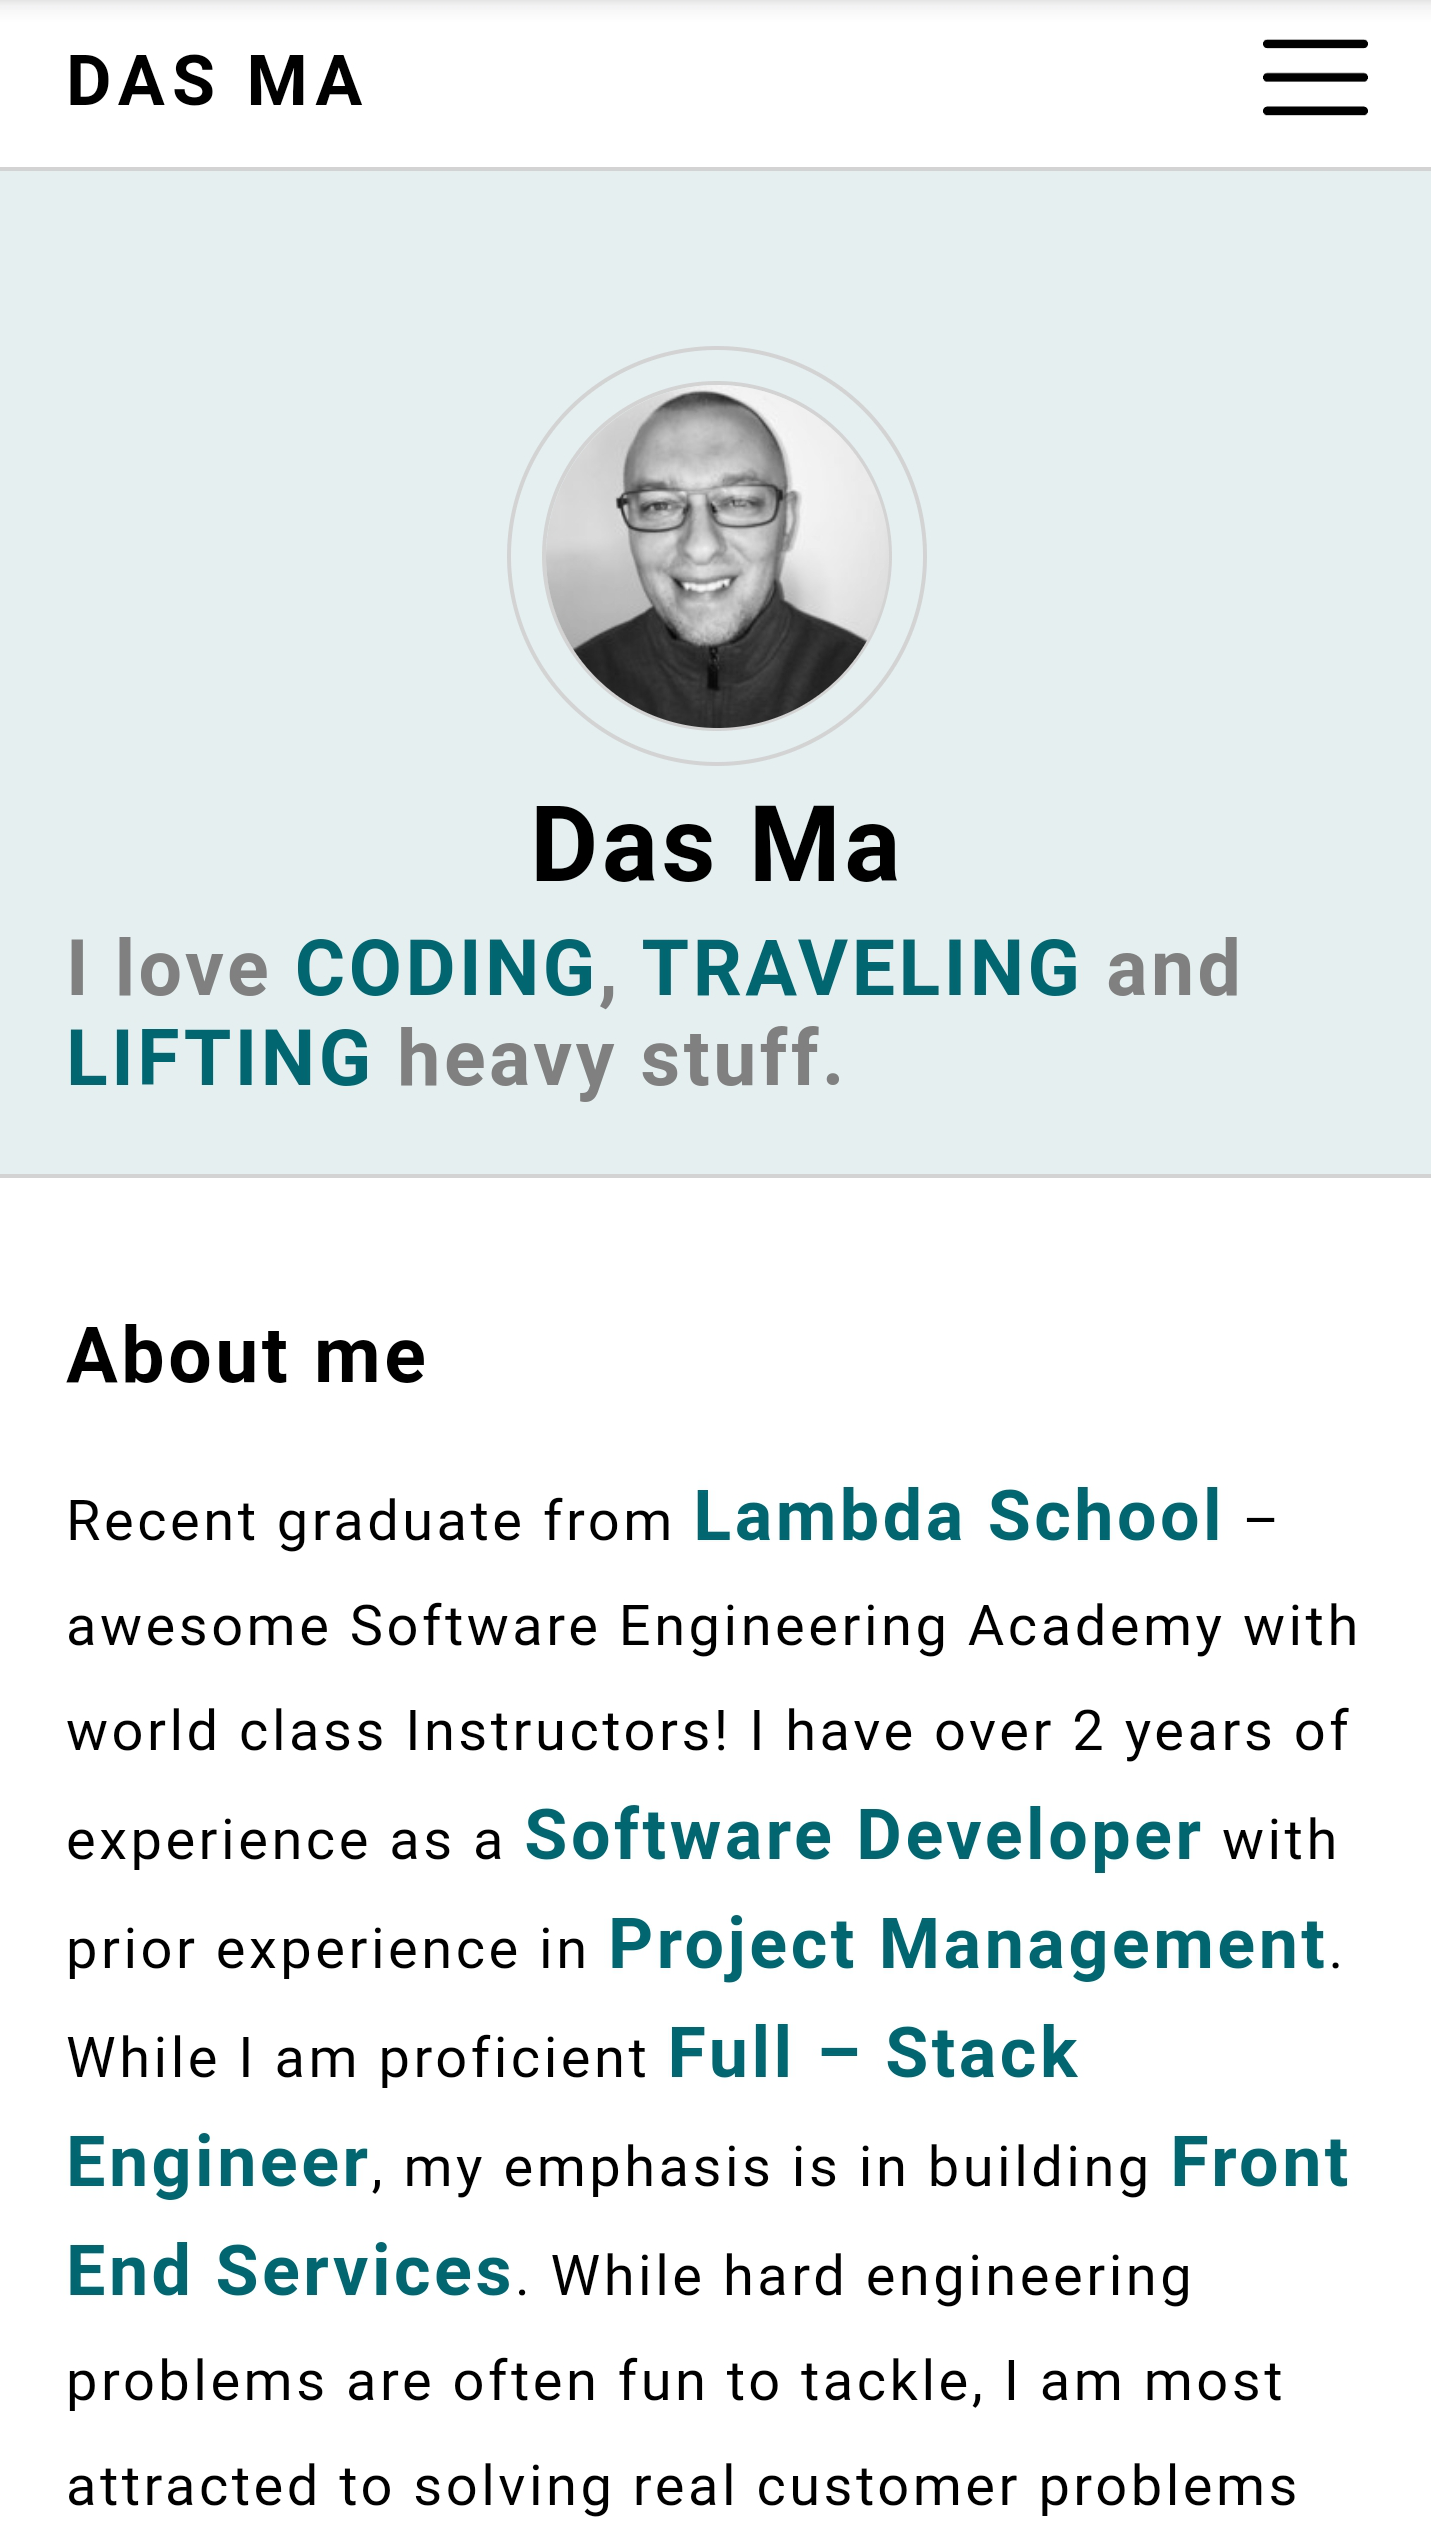 DAS MA
Das Ma
I love CODING, TRAVELING and
LIFTING heavy stuff.
About me
Recent graduate from Lambda School –
awesome Software Engineering Academy with
world class Instructors! I have over 2 years of
experience as a Software Developer with
prior experience in Project Management.
While I am proficient Full – Stack
Engineer, my emphasis is in building Front
End Services. While hard engineering
problems are often fun to tackle, I am most
attracted to solving real customer problems